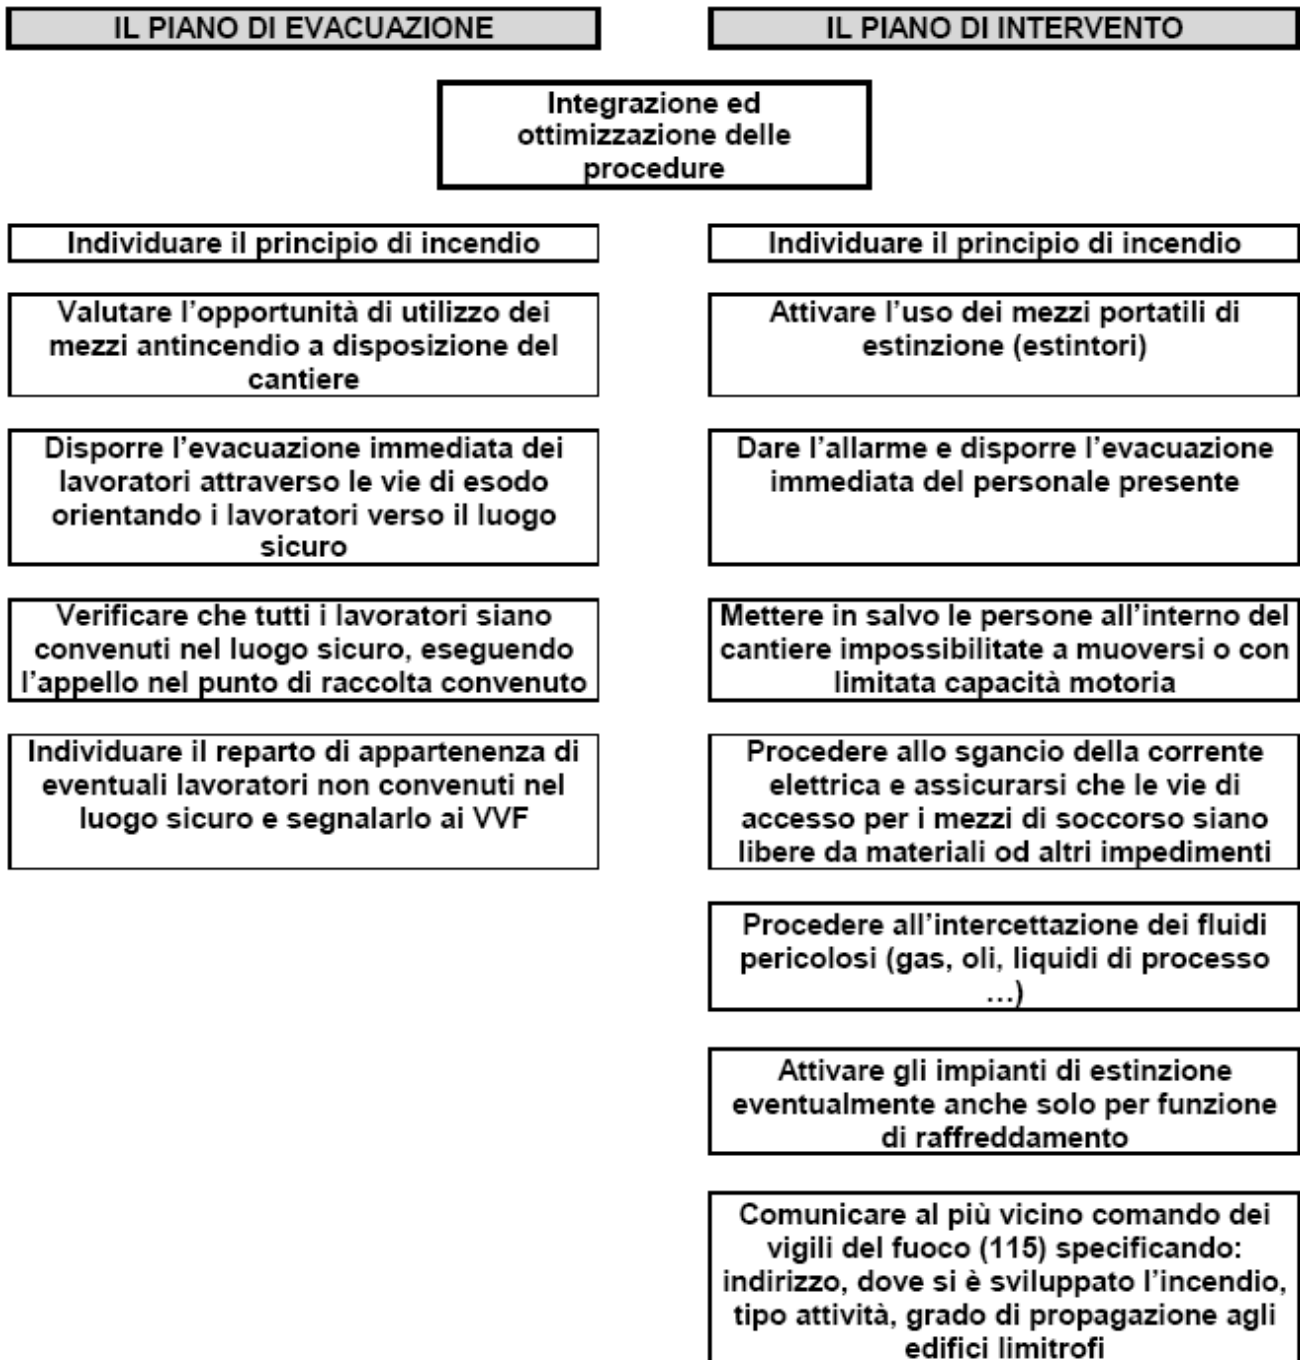 IL PIANO DI EVACUAZIONE
IL PIANO DI INTERVENTO
Integrazione ed
ottimizzazione delle
procedure
Individuare il principio di incendio
Valutare l’opportunità di utilizzo dei
mezzi antincendio a disposizione del
cantiere
Disporre l’evacuazione immediata dei
lavoratori attraverso le vie di esodo
orientando i lavoratori verso il luogo
sicuro
Verificare che tutti i lavoratori siano
convenuti nel luogo sicuro, eseguendo
l’appello nel punto di raccolta convenuto
Individuare il reparto di appartenenza di
eventuali lavoratori non convenuti nel
luogo sicuro e segnalarlo ai VVF
Individuare il principio di incendio
Attivare l’uso dei mezzi portatili di
estinzione (estintori)
Dare l’allarme e disporre l’evacuazione
immediata del personale presente
Mettere in salvo le persone all’interno del
cantiere impossibilitate a muoversi o con
limitata capacità motoria
Procedere allo sgancio della corrente
elettrica e assicurarsi che le vie di
accesso per i mezzi di soccorso siano
libere da materiali od altri impedimenti
Procedere all’intercettazione dei fluidi
pericolosi (gas, oli, liquidi di processo
…)
Attivare gli impianti di estinzione
eventualmente anche solo per funzione
di raffreddamento
Comunicare al più vicino comando dei
vigili del fuoco (115) specificando:
indirizzo, dove si è sviluppato l’incendio,
tipo attività, grado di propagazione agli
edifici limitrofi